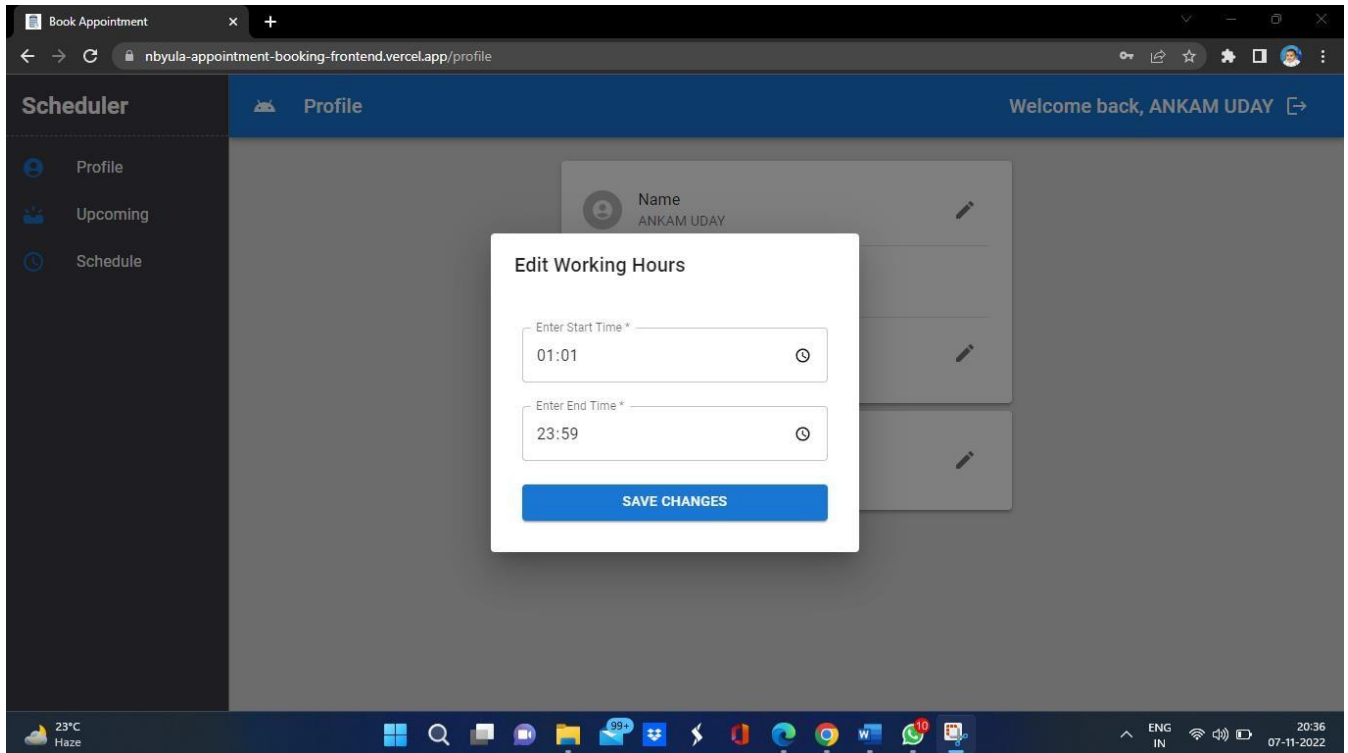 Book Appointment
nbyula-appointment-booking-frontend.vercel.app/profile
Scheduler
Profile
Welcome back, ANKAM UDAY
Profile
Upcoming
Schedule
Name
ANKAM UDAY
Edit Working Hours
Enter Start Time *
01:01
Enter End Time *
23:59
SAVE CHANGES
23°C
Haze
99+
10
ENG
IN
20:36
07-11-2022